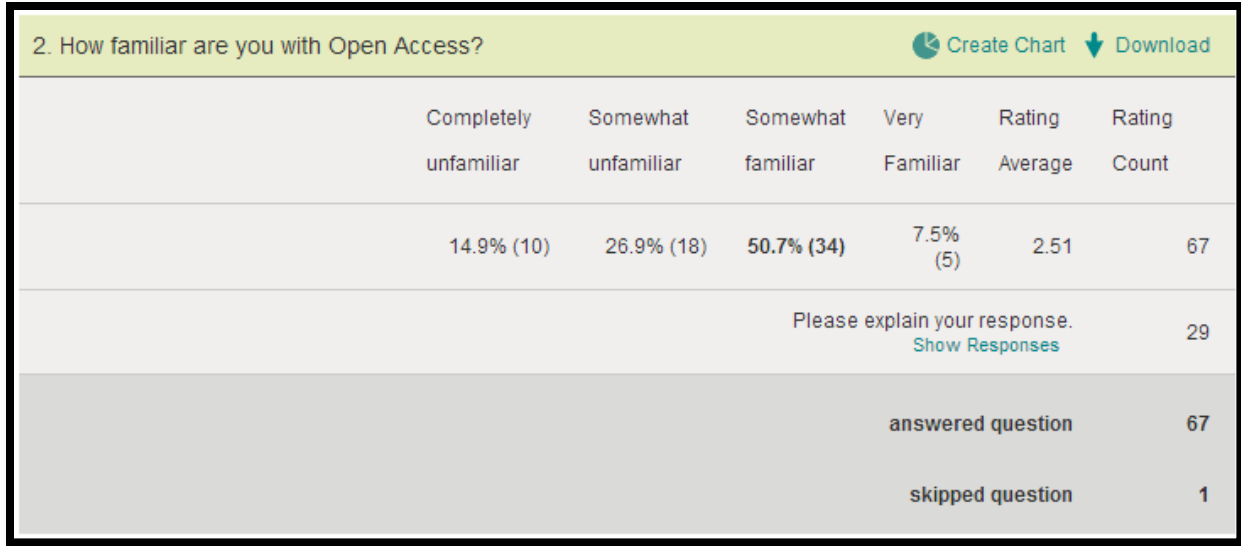 2. How familiar are you with Open Access? Create Chart Download
Completely Somewhat Somewhat Very Rating Rating
unfamiliar unfamiliar familiar Familiar Average Count
14.9% (10) 26.9% (18) 50.7% (34) 7.5% (5) 2.51 67
Please explain your response. 29
Show Responses
answered question 67
skipped question 1